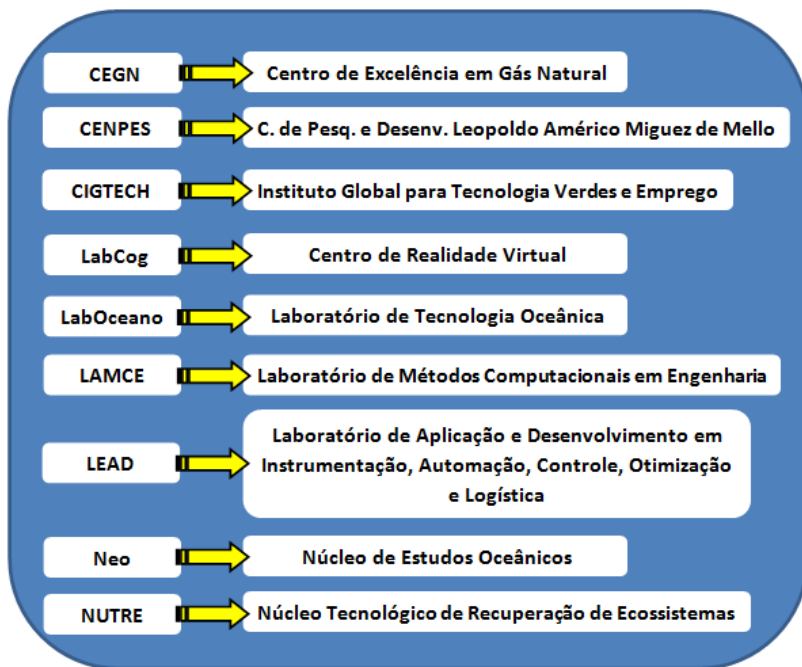 CEGN
Centro de Excelência em Gás Natural
CENPES
C. de Pesq. e Desenv. Leopoldo Américo Miguez de Mello
CIGTECH
Instituto Global para Tecnologia Verdes e Emprego
LabCog
Centro de Realidade Virtual
LabOceano
Laboratório de Tecnologia Oceânica
LAMCE
Laboratório de Métodos Computacionais em Engenharia
LEAD
Laboratório de Aplicação e Desenvolvimento em
Instrumentação, Automação, Controle, Otimização
e Logística
Neo
Núcleo de Estudos Oceânicos
NUTRE
Núcleo Tecnológico de Recuperação de Ecossistemas